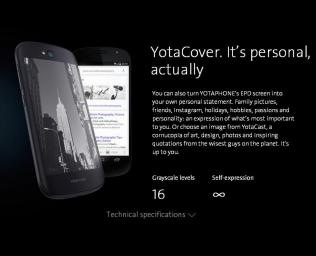 YotaCover. It's personal,
actually
You can also turn YOTAPHONE's EPD screen into
your own personal statement. Family pictures,
friends, Instagram, holidays, hobbies, passions and
personality: an expression of what's most important
to you. Or choose an image from YotaCast, a
cornucopia of art, design, photos and inspiring
quotations from the wisest guys on the planet. It's
up to you.
Grayscale levels Self-expression
16 ∞
Technical specifications